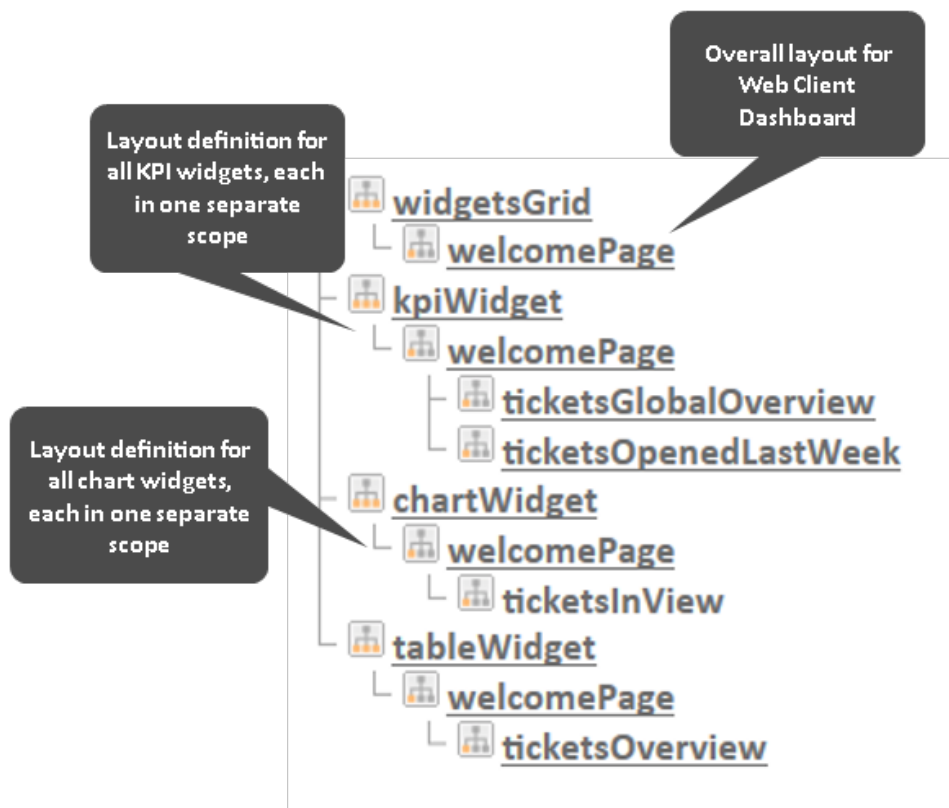 Overall layout for
Web Client
Dashboard
Layout definition for
all KPI widgets, each
in one separate
scope
widgetsGrid
welcomePage
kpiWidget
welcomePage
ticketsGlobalOverview
ticketsOpenedLastWeek
Layout definition for
all chart widgets,
each in one separate
scope
chartWidget
welcomePage
ticketsInView
tableWidget
welcomePage
ticketsOverview